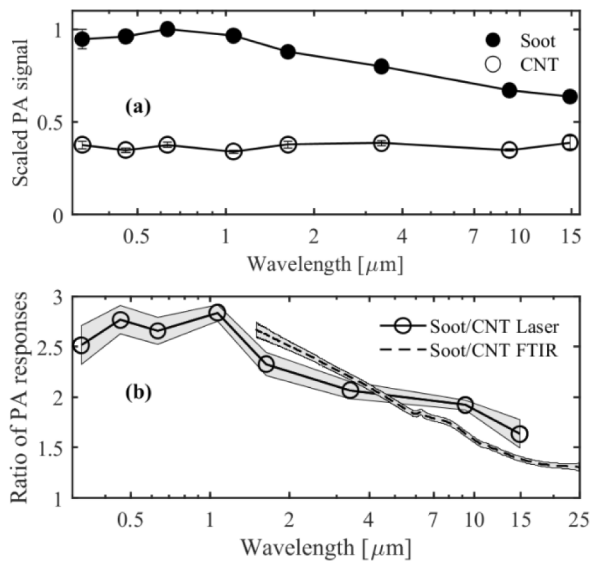 1
0.5
0
Scaled PA signal
Soot
CNT
(a)
0.5 1 2 4 7 10 15
Wavelength [μm]
3
2.5
2
1.5
1
Ratio of PA responses
Soot/CNT Laser
Soot/CNT FTIR
(b)
0.5 1 2 4 7 10 15 25
Wavelength [μm]